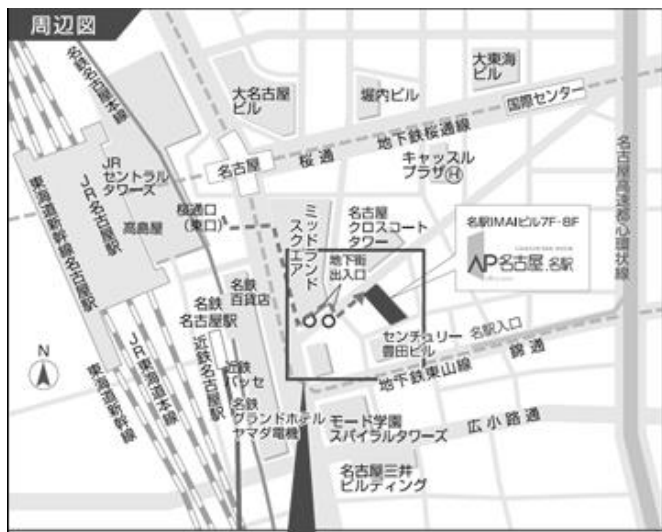 周辺図
名鉄名古屋本線
大名古屋
ビル
堀内ビル
大東海
ビル
国際センター
地下鉄桜通線
桜通
名古屋
キャッスル
プラザⒽ
名古屋高速都心環状線
JR
セントラル
タワーズ
JR名古屋駅
東海道新幹線名古屋駅
高島屋
桜通口
(東口)
ミッドランド
スクエア
名古屋
クロスコート
タワー
地下街
出入口
名駅IMAIビル7F・8F
AP名古屋.名駅
名鉄
百貨店
名鉄
名古屋駅
近鉄名古屋駅
近鉄
パッセ
センチュリー
豊田ビル
名駅入口
錦通
地下鉄東山線
N
東海道新幹線
JR東海道本線
名鉄
グランドホテル
ヤマダ電機
モード学園
スパイラルタワーズ
広小路通
名古屋三井
ビルディング